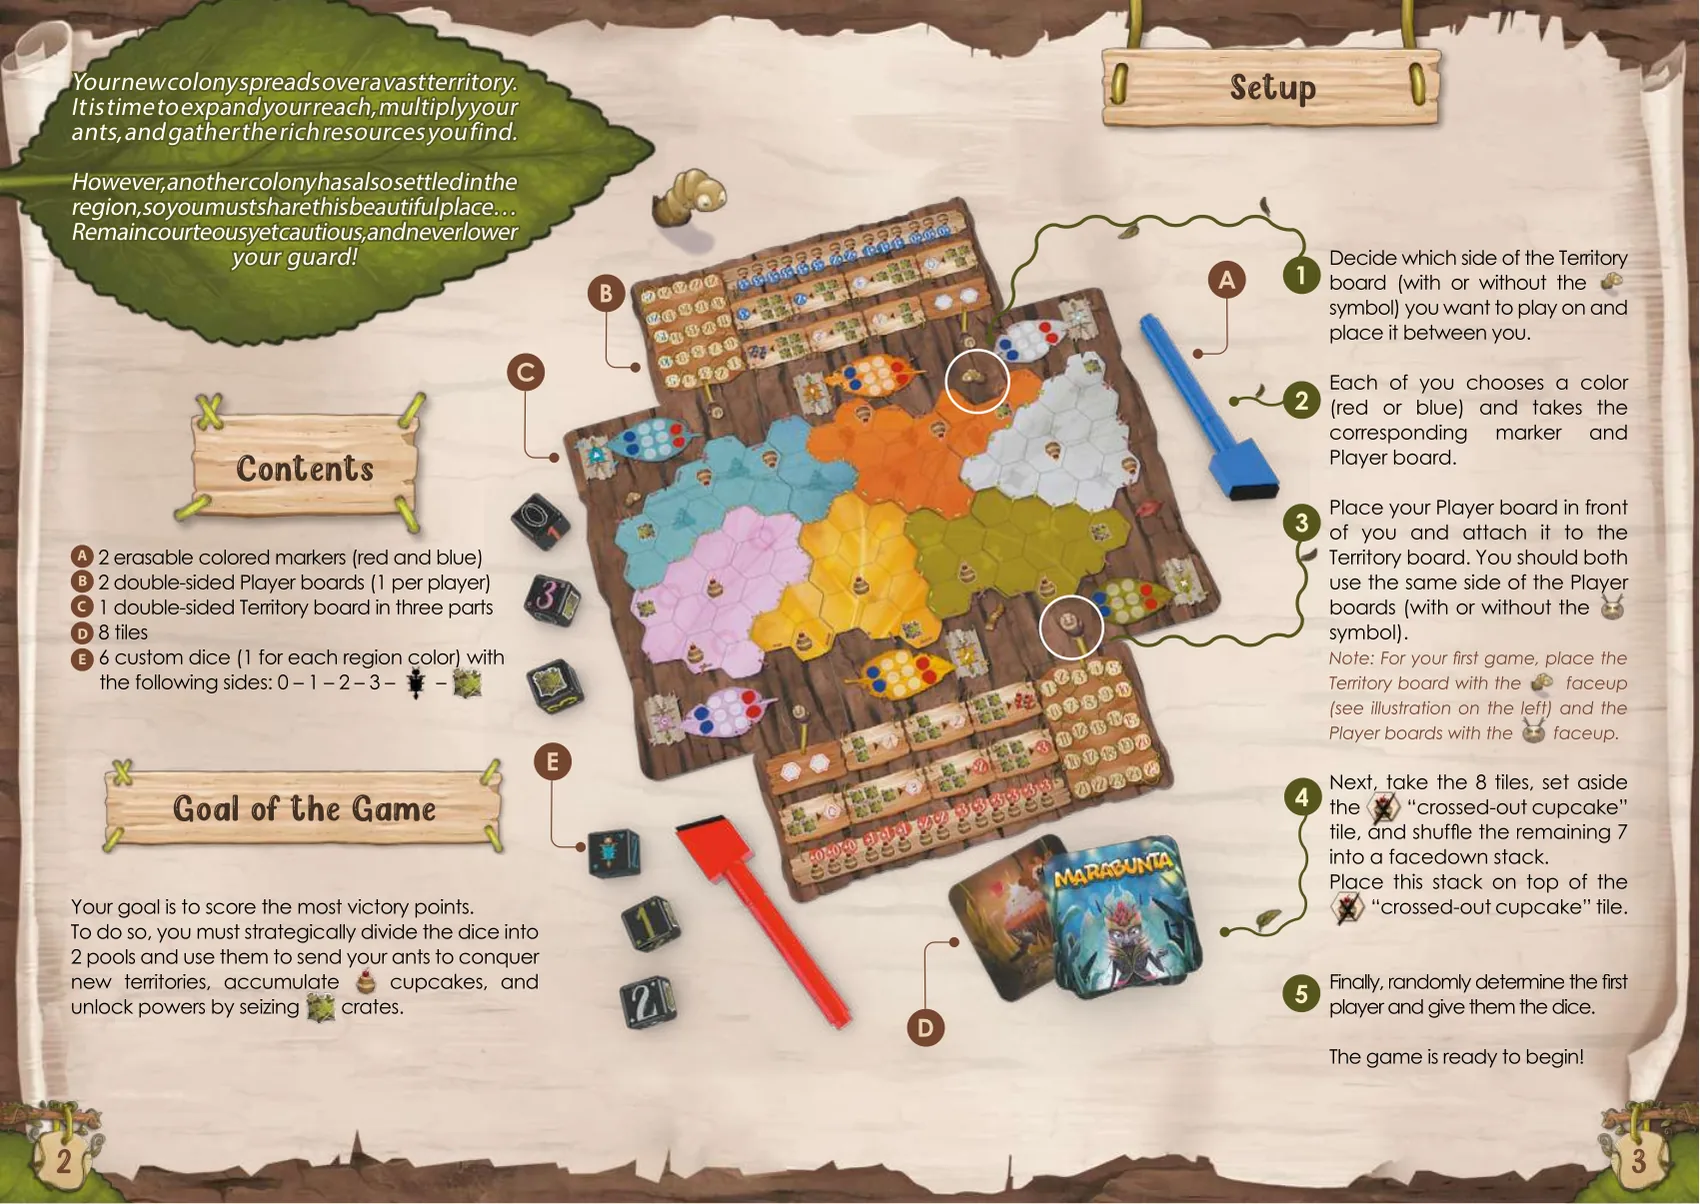 Your new colony spreads over a vast territory.
It is time to expand your reach, multiply your
ants, and gather the rich resources you find.
However, another colony has also settled in the
region, so you must share this beautiful place...
Remain courteous yet cautious, and never lower
your guard!
Contents
A 2 erasable colored markers (red and blue)
B 2 double-sided Player boards (1 per player)
C 1 double-sided Territory board in three parts
D 8 tiles
E 6 custom dice (1 for each region color) with
the following sides: 0 – 1 – 2 – 3 – –
Goal of the Game
Your goal is to score the most victory points.
To do so, you must strategically divide the dice into
2 pools and use them to send your ants to conquer
new territories, accumulate cupcakes, and
unlock powers by seizing crates.
2
B
C
A
E
D
0
1
3
1
2
MARABUNTA
Setup
1
Decide which side of the Territory
board (with or without the
symbol) you want to play on and
place it between you.
2
Each of you chooses a color
(red or blue) and takes the
corresponding marker and
Player board.
3
Place your Player board in front
of you and attach it to the
Territory board. You should both
use the same side of the Player
boards (with or without the
symbol).
Note: For your first game, place the
Territory board with the faceup
(see illustration on the left) and the
Player boards with the faceup.
4
Next, take the 8 tiles, set aside
the “crossed-out cupcake”
tile, and shuffle the remaining 7
into a facedown stack.
Place this stack on top of the
“crossed-out cupcake” tile.
5
Finally, randomly determine the first
player and give them the dice.
The game is ready to begin!
3